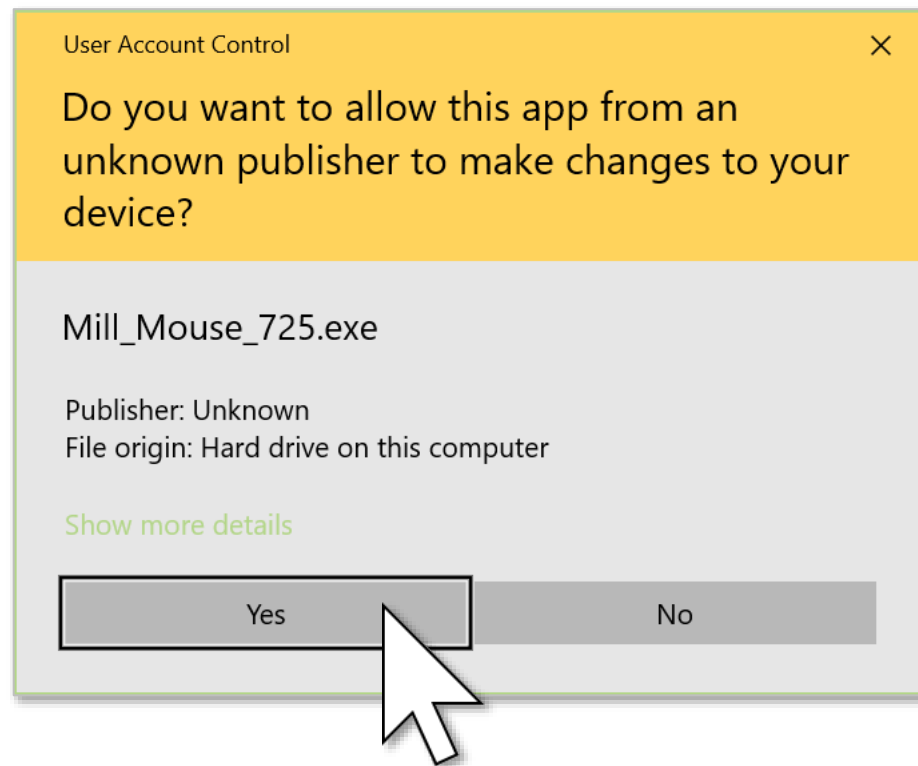 User Account Control
Do you want to allow this app from an
unknown publisher to make changes to your
device?
Mill_Mouse_725.exe
Publisher: Unknown
File origin: Hard drive on this computer
Show more details
Yes
No